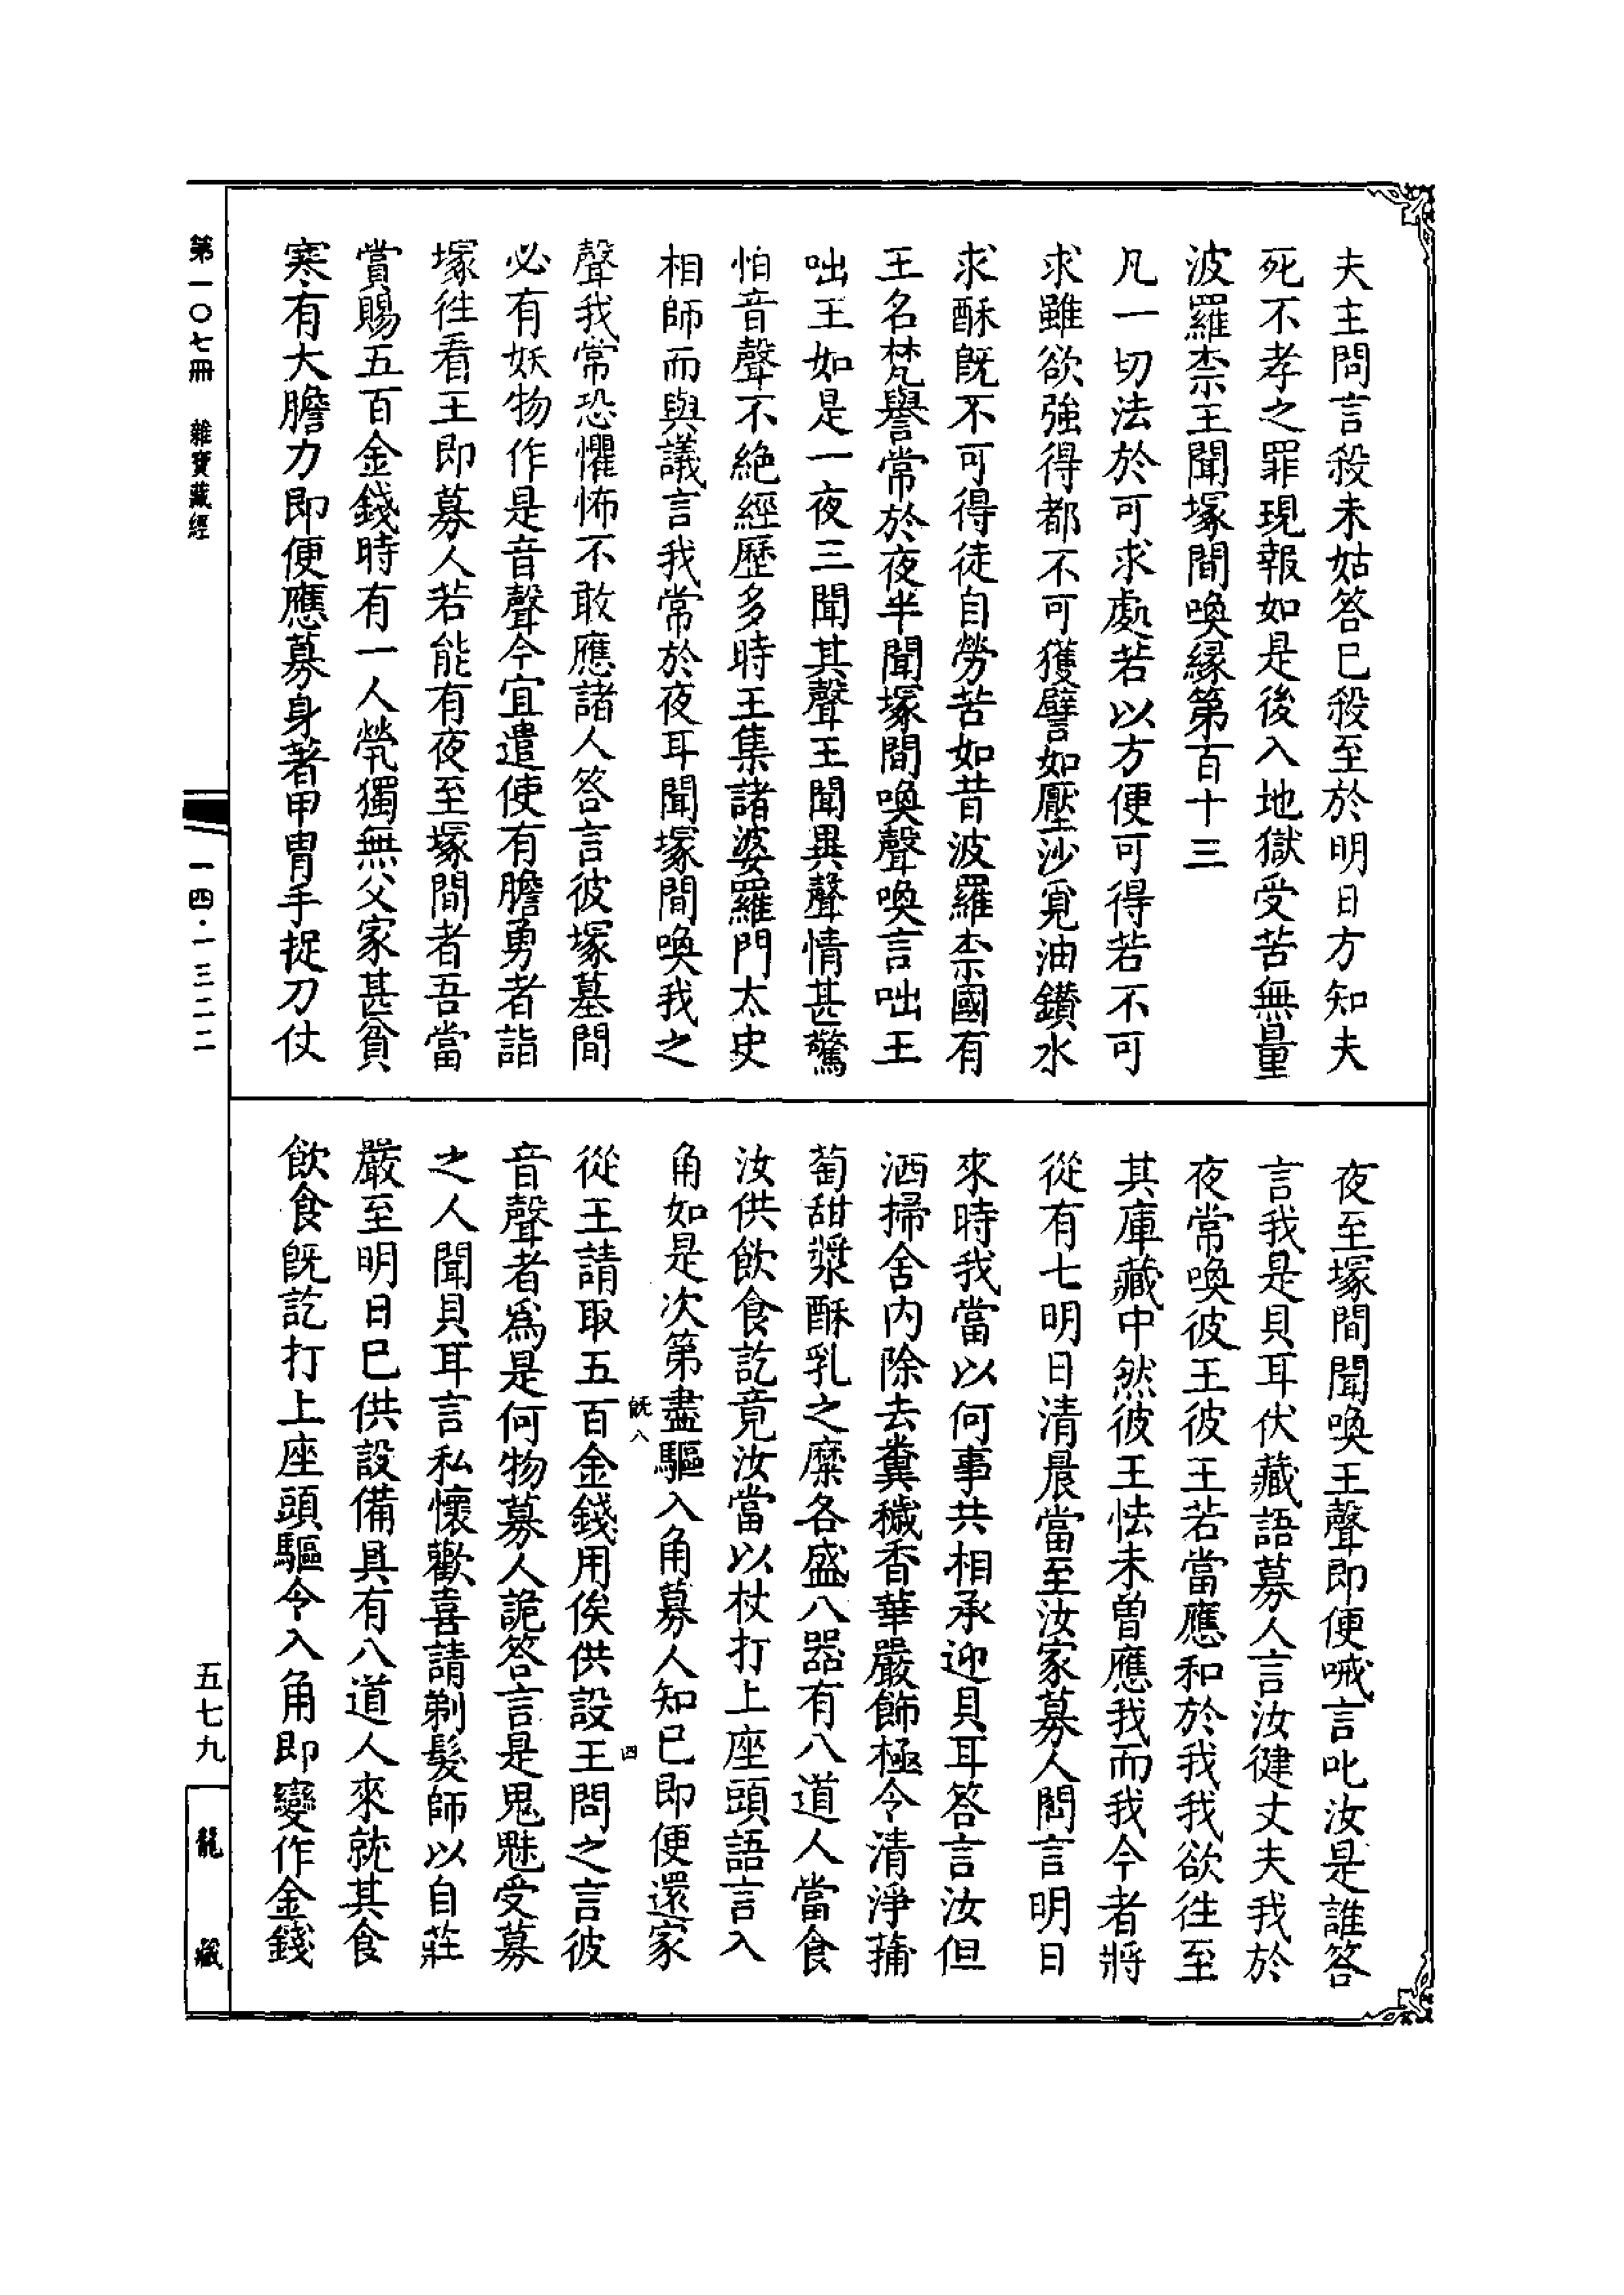 夫主問言殺未姑答巳殺至於明日方知夫
死不孝之罪現報如是後入地獄受苦無量
波羅柰王聞塚間喚緣第百十三
凡一切法於可求處若以方便可得若不可
求雖欲強得都不可獲譬如壓沙覓油鑽水
求酥旣不可得徒自勞苦如昔波羅柰國有
王名梵譽常於夜半聞塚間喚聲喚言咄王
咄王如是一夜三聞其聲王聞異聲情甚驚
怕音聲不絶經歷多時王集諸婆羅門太史
相師而與議言我常於夜耳聞塚間喚我之
聲我常恐懼怖不敢應諸人答言彼塚墓間
必有妖物作是音聲今宜遣使有膽勇者詣
塚徃看王即募人若能有夜至塚間者吾當
賞賜五百金錢時有一人煢獨無父家甚貧
寒有大膽力即便應募身著甲胄手捉刀仗
夜至塚間聞喚王聲即便喊言叱汝是誰答
言我是貝耳伏藏語募人言汝健丈夫我於
夜常喚彼王彼王若當應和於我我欲往至
其庫藏中然彼王怯未曾應我而我今者將
從有七明日清晨當至汝家募人問言明日
來時我當以何事共相承迎貝耳答言汝但
洒掃舍内除去糞穢香華嚴飾極令清淨蒲
萄甜漿酥乳之糜各盛八器有八道人當食
汝供飲食訖竟汝當以杖打上座頭語言入
角如是次第盡驅入角募人知巳即便還家
旣八
四
從王請取五百金錢用俟供設王問之言彼
音聲者爲是何物募人詭答言是鬼魅受募
之人聞貝耳言私懷歡喜請剃髮師以自莊
嚴至明日巳供設備具有八道人來就其食
飲食旣訖打上座頭驅令入角即變作金錢
第一〇七冊 雜寶藏經
一四·一三二二
五七九
龍藏